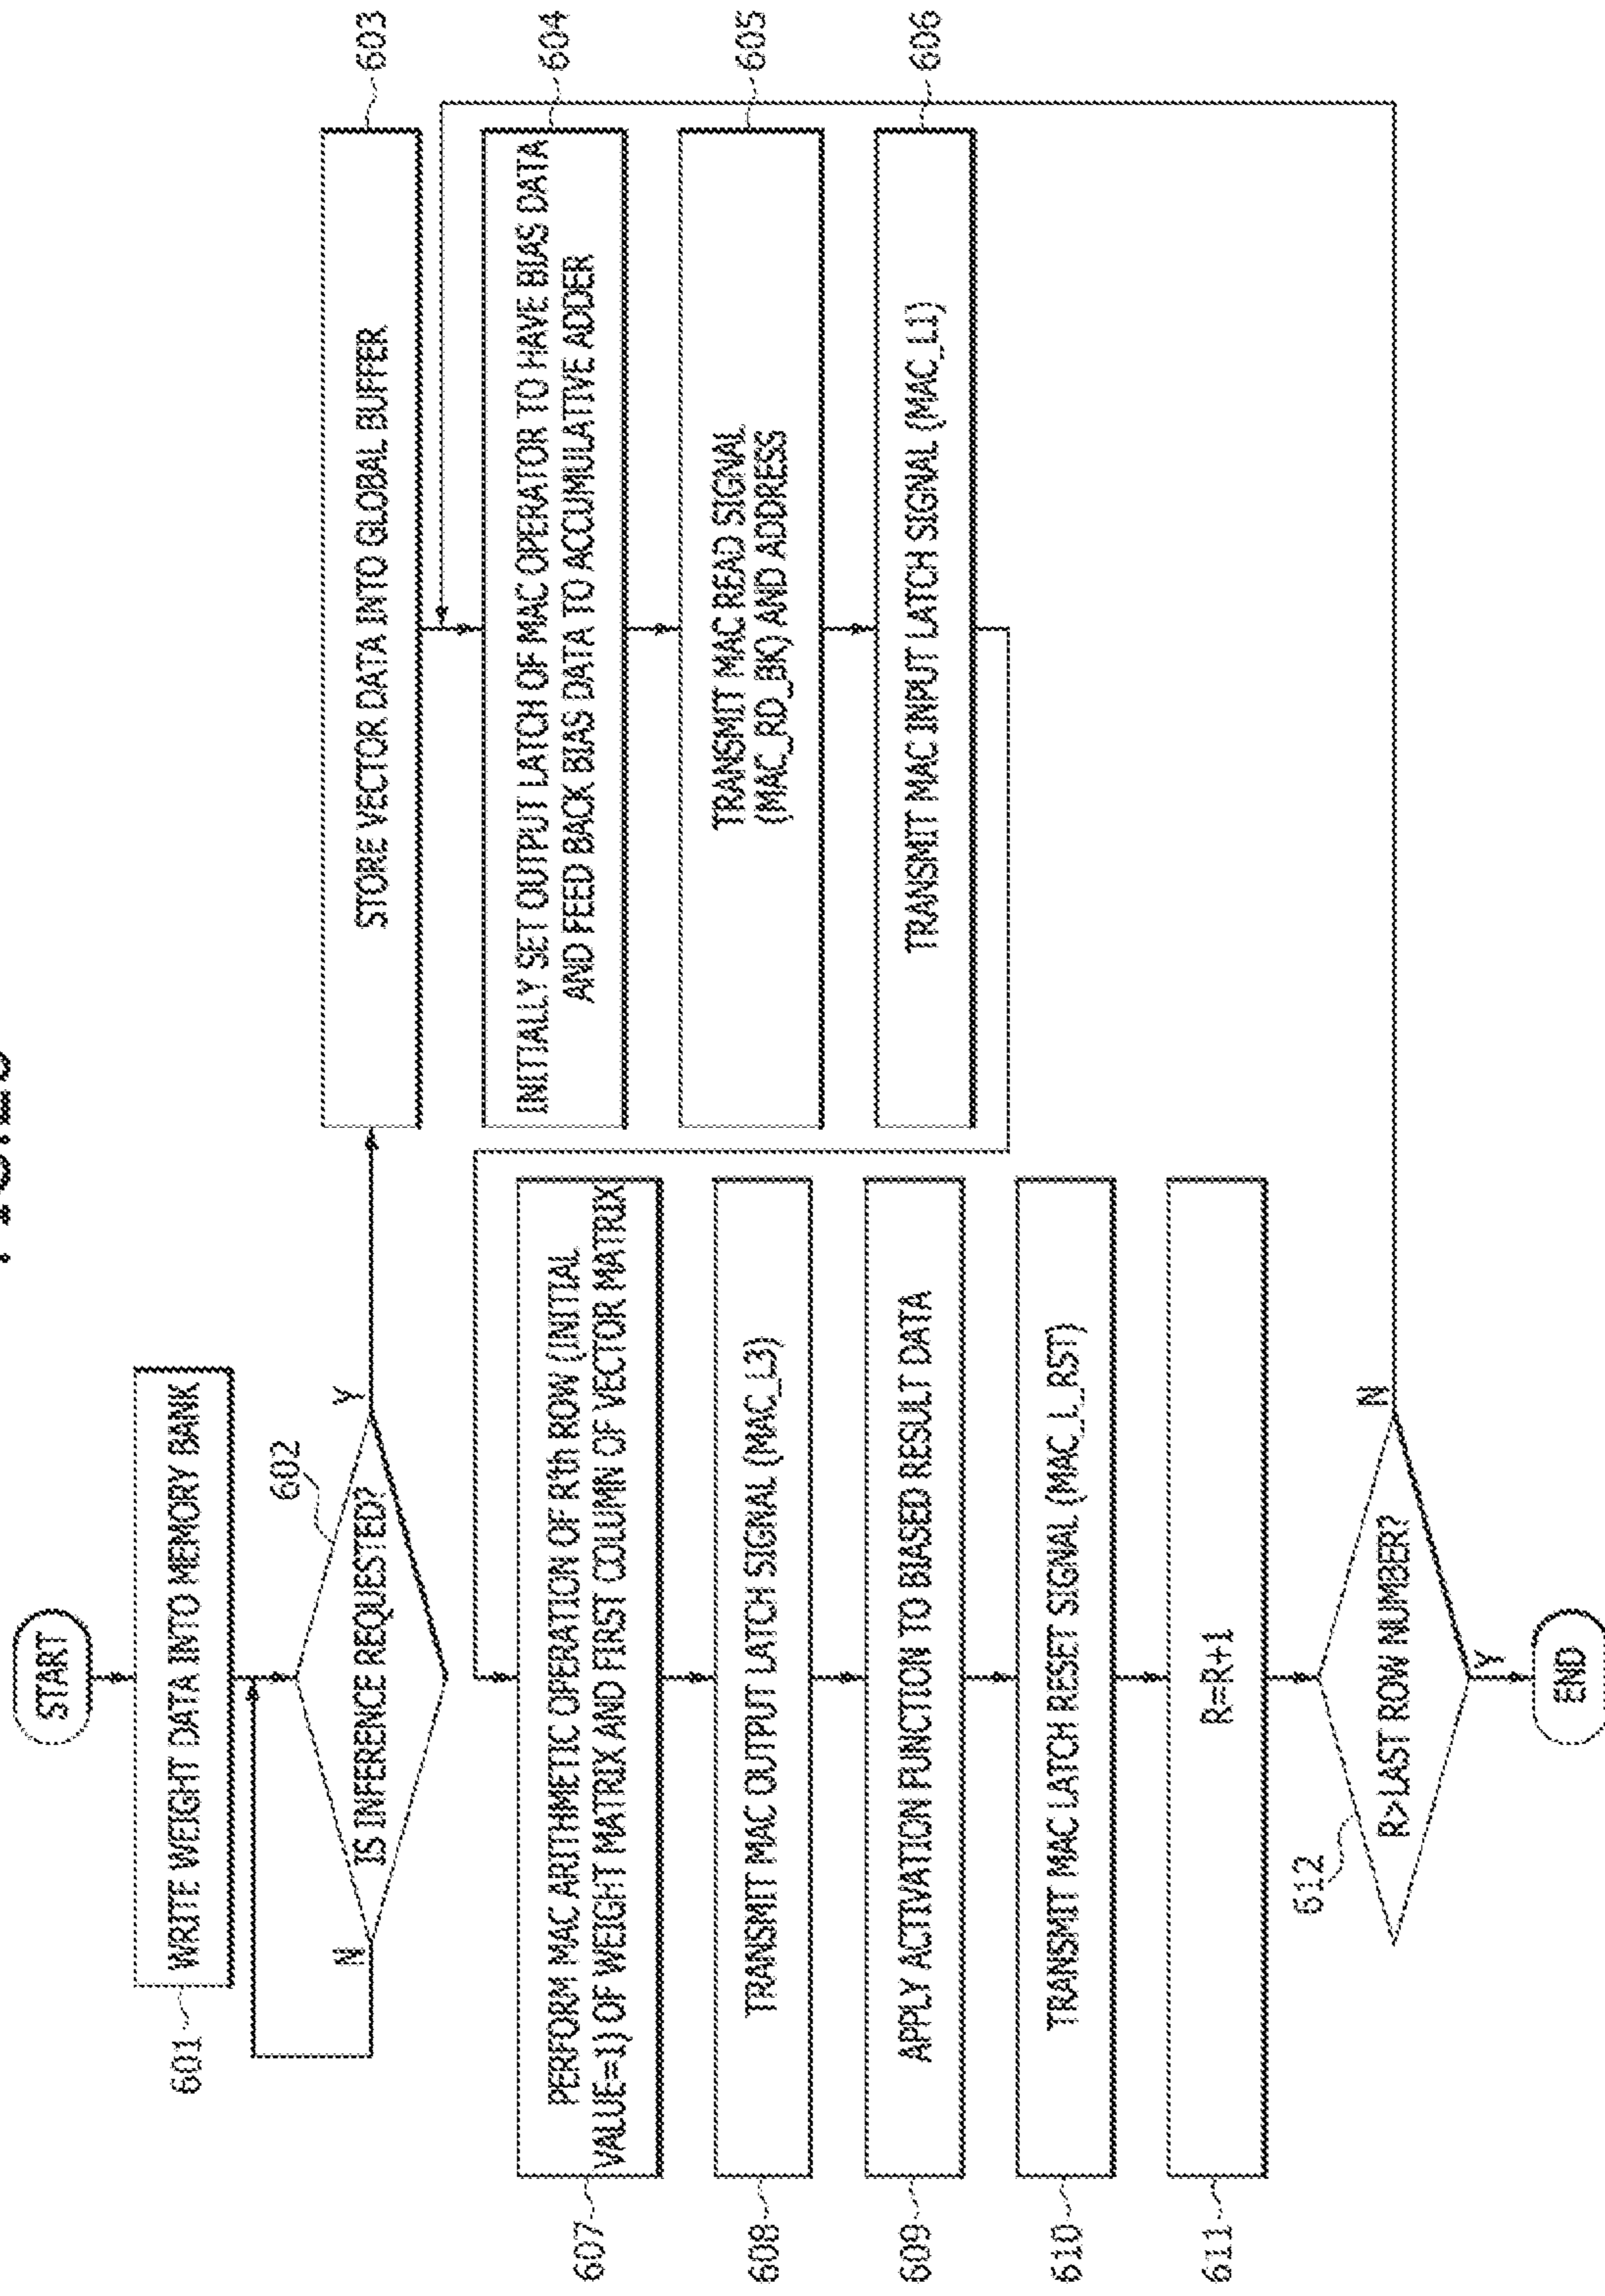 START
WRITE WEIGHT DATA INTO MEMORY BANK
601
602
IS INFERENCE REQUESTED?
N
Y
STORE VECTOR DATA INTO GLOBAL BUFFER
603
INITIALLY SET OUTPUT LATCH OF MAC OPERATOR TO HAVE BIAS DATA
AND FEED BACK BIAS DATA TO ACCUMULATIVE ADDER
604
TRANSMIT MAC READ SIGNAL
(MAC_RD_BK) AND ADDRESS
605
TRANSMIT MAC INPUT LATCH SIGNAL (MAC_L1)
606
PERFORM MAC ARITHMETIC OPERATION OF R'th ROW (INITIAL
VALUE=1) OF WEIGHT MATRIX AND FIRST COLUMN OF VECTOR MATRIX
607
TRANSMIT MAC OUTPUT LATCH SIGNAL (MAC_L3)
608
APPLY ACTIVATION FUNCTION TO BIASED RESULT DATA
609
TRANSMIT MAC LATCH RESET SIGNAL (MAC_L_RST)
610
R=R+1
611
612
R>LAST ROW NUMBER?
N
Y
END